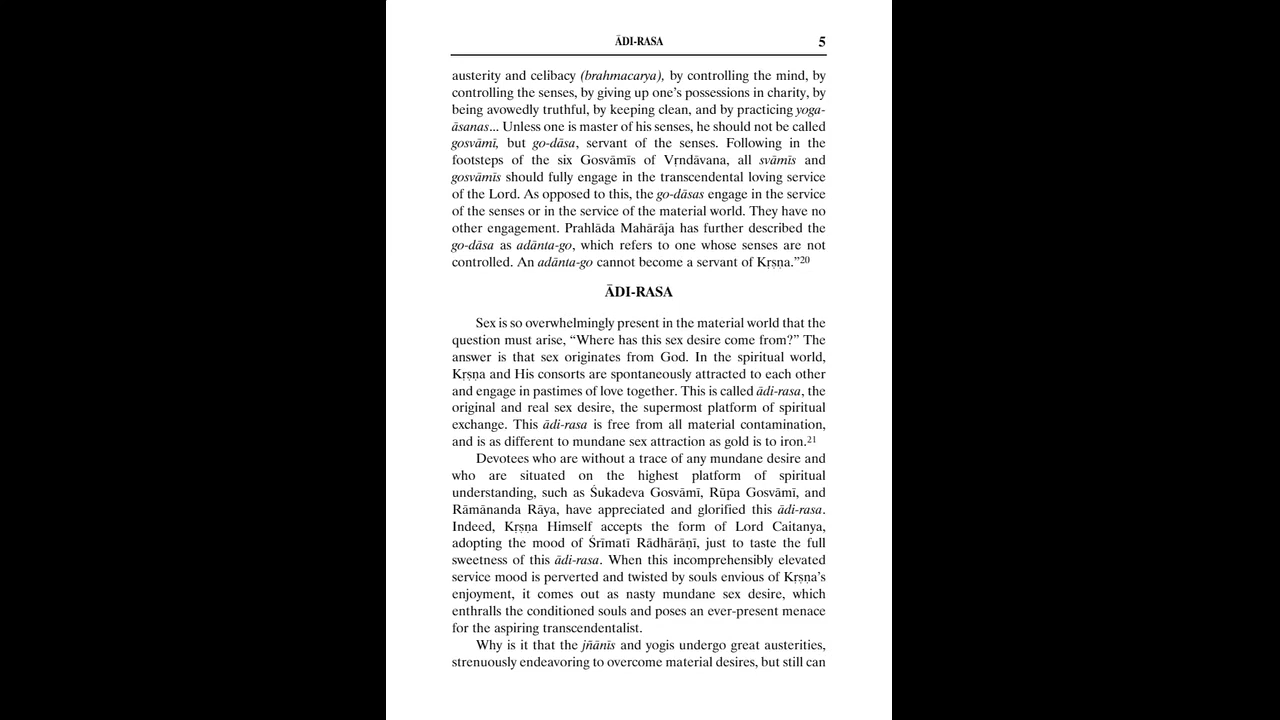 ĀDI-RASA 5
austerity and celibacy (brahmacarya), by controlling the mind, by
controlling the senses, by giving up one's possessions in charity, by
being avowedly truthful, by keeping clean, and by practicing yoga-
āsanas... Unless one is master of his senses, he should not be called
gosvāmī, but go-dāsa, servant of the senses. Following in the
footsteps of the six Gosvāmīs of Vṛndāvana, all svāmīs and
gosvāmīs should fully engage in the transcendental loving service
of the Lord. As opposed to this, the go-dāsas engage in the service
of the senses or in the service of the material world. They have no
other engagement. Prahlāda Mahārāja has further described the
go-dāsa as adānta-go, which refers to one whose senses are not
controlled. An adānta-go cannot become a servant of Kṛṣṇa.”20
ĀDI-RASA
Sex is so overwhelmingly present in the material world that the
question must arise, “Where has this sex desire come from?” The
answer is that sex originates from God. In the spiritual world,
Kṛṣṇa and His consorts are spontaneously attracted to each other
and engage in pastimes of love together. This is called ādi-rasa, the
original and real sex desire, the supermost platform of spiritual
exchange. This ādi-rasa is free from all material contamination,
and is as different to mundane sex attraction as gold is to iron.21
Devotees who are without a trace of any mundane desire and
who are situated on the highest platform of spiritual
understanding, such as Śukadeva Gosvāmī, Rūpa Gosvāmī, and
Rāmānanda Rāya, have appreciated and glorified this ādi-rasa.
Indeed, Kṛṣṇa Himself accepts the form of Lord Caitanya,
adopting the mood of Śrīmatī Rādhārāṇī, just to taste the full
sweetness of this ādi-rasa. When this incomprehensibly elevated
service mood is perverted and twisted by souls envious of Kṛṣṇa's
enjoyment, it comes out as nasty mundane sex desire, which
enthralls the conditioned souls and poses an ever-present menace
for the aspiring transcendentalist.
Why is it that the jñānīs and yogis undergo great austerities,
strenuously endeavoring to overcome material desires, but still can